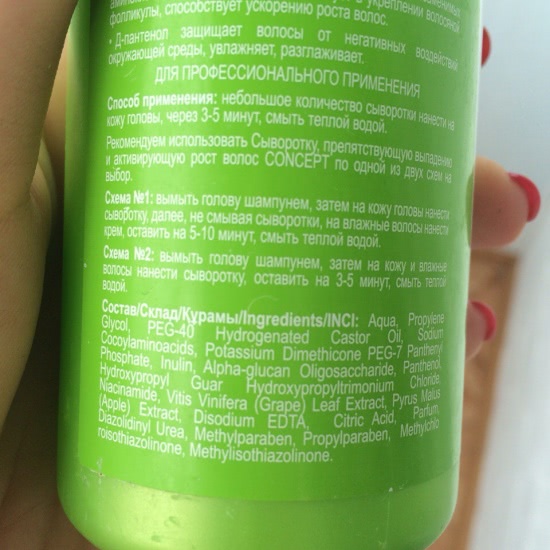 укреплении волосяной
фолликулы, способствует ускорению роста волос.
• Д-пантенол защищает волосы от негативных воздействий
окружающей среды, увлажняет, разглаживает.
ДЛЯ ПРОФЕССИОНАЛЬНОГО ПРИМЕНЕНИЯ
Способ применения: небольшое количество сыворотки нанести на
кожу головы, через 3-5 минут, смыть теплой водой.
Рекомендуем использовать Сыворотку, препятствующую выпадению
и активирующую рост волос CONCEPT по одной из двух схем на
выбор.
Схема №1: вымыть голову шампунем, затем на кожу головы нанести
сыворотку, далее, не смывая сыворотки, на влажные волосы нанести
крем, оставить на 5-10 минут, смыть теплой водой.
Схема №2: вымыть голову шампунем, затем на кожу и влажные
волосы нанести сыворотку, оставить на 3-5 минут, смыть теплой
водой.
Состав/Склад/Құрамы/Ingredients/INCI: Aqua, Propylene
Glycol, PEG-40 Hydrogenated Castor Oil, Sodium
Cocoylaminoacids, Potassium Dimethicone PEG-7 Panthenyl
Phosphate, Inulin, Alpha-glucan Oligosaccharide, Panthenol,
Hydroxypropyl Guar Hydroxypropyltrimonium Chloride,
Niacinamide, Vitis Vinifera (Grape) Leaf Extract, Pyrus Malus
(Apple) Extract, Disodium EDTA, Citric Acid, Parfum,
Diazolidinyl Urea, Methylparaben, Propylparaben, Methylchlo
roisothiazolinone, Methylisothiazolinone.